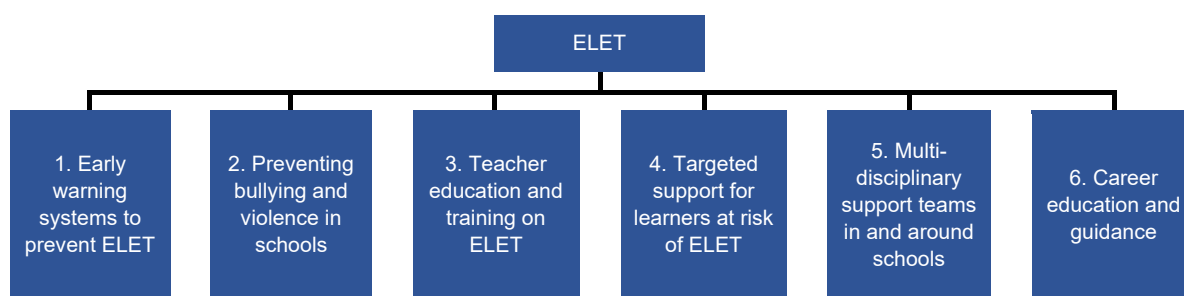 ELET
1. Early
warning
systems to
prevent ELET
2. Preventing
bullying and
violence in
schools
3. Teacher
education and
training on
ELET
4. Targeted
support for
learners at risk
of ELET
5. Multi-
disciplinary
support teams
in and around
schools
6. Career
education and
guidance